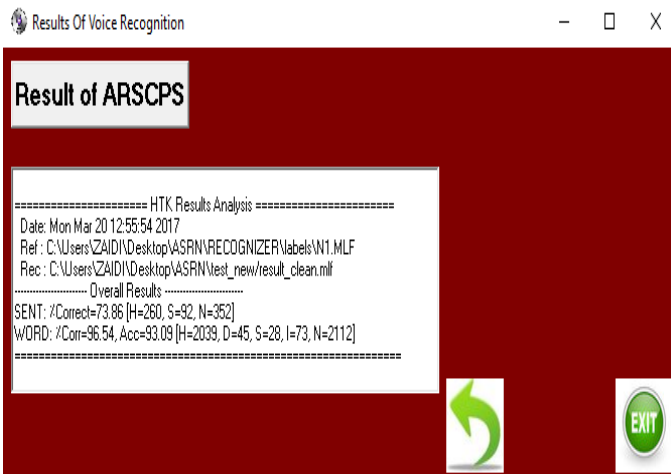 Results Of Voice Recognition
Result of ARSCPS
====================== HTK Results Analysis =======================
Date: Mon Mar 20 12:55:54 2017
Ref : C:\Users\ZAIDI\Desktop\ASRN\RECOGNIZER\labels\N1.MLF
Rec : C:\Users\ZAIDI\Desktop\ASRN\test_new/result_clean.mlf
------------------------ Overall Results --------------------------
SENT: %Correct=73.86 [H=260, S=92, N=352]
WORD: %Corr=96.54, Acc=93.09 [H=2039, D=45, S=28, I=73, N=2112]
===================================================================
EXIT